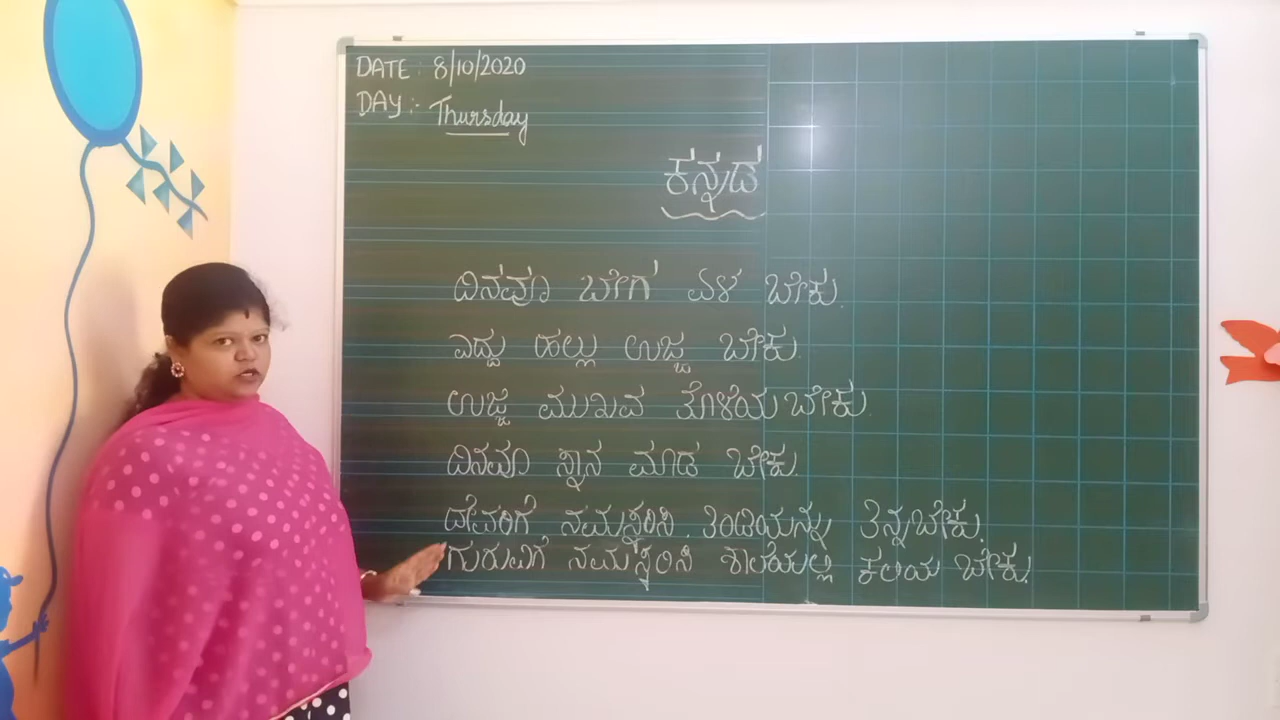 DATE : 8/10/2020
DAY :- Thursday
ಕನ್ನಡ
ದಿನವೂ ಬೇಗ ಏಳ ಬೇಕು.
ಎದ್ದು ಹಲ್ಲು ಉಜ್ಜ ಬೇಕು.
ಉಜ್ಜಿ ಮುಖವ ತೊಳೆಯ ಬೇಕು.
ದಿನವೂ ಸ್ನಾನ ಮಾಡ ಬೇಕು.
ದೇವರಿಗೆ ನಮಸ್ಕರಿಸಿ. ತಿಂಡಿಯನ್ನು ತಿನ್ನಬೇಕು.
ಗುರುವಿಗೆ ನಮಸ್ಕರಿಸಿ ಶಾಲೆಯಲ್ಲಿ ಕಲಿಯ ಬೇಕು.